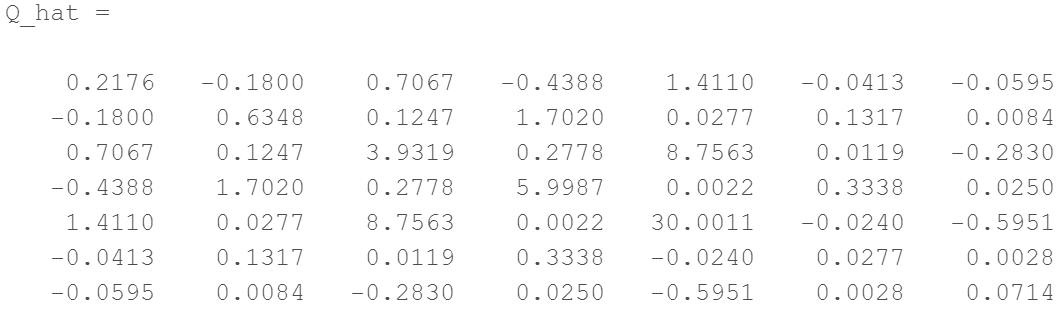 Q_hat =
0.2176 -0.1800 0.7067 -0.4388 1.4110 -0.0413 -0.0595
-0.1800 0.6348 0.1247 1.7020 0.0277 0.1317 0.0084
0.7067 0.1247 3.9319 0.2778 8.7563 0.0119 -0.2830
-0.4388 1.7020 0.2778 5.9987 0.0022 0.3338 0.0250
1.4110 0.0277 8.7563 0.0022 30.0011 -0.0240 -0.5951
-0.0413 0.1317 0.0119 0.3338 -0.0240 0.0277 0.0028
-0.0595 0.0084 -0.2830 0.0250 -0.5951 0.0028 0.0714